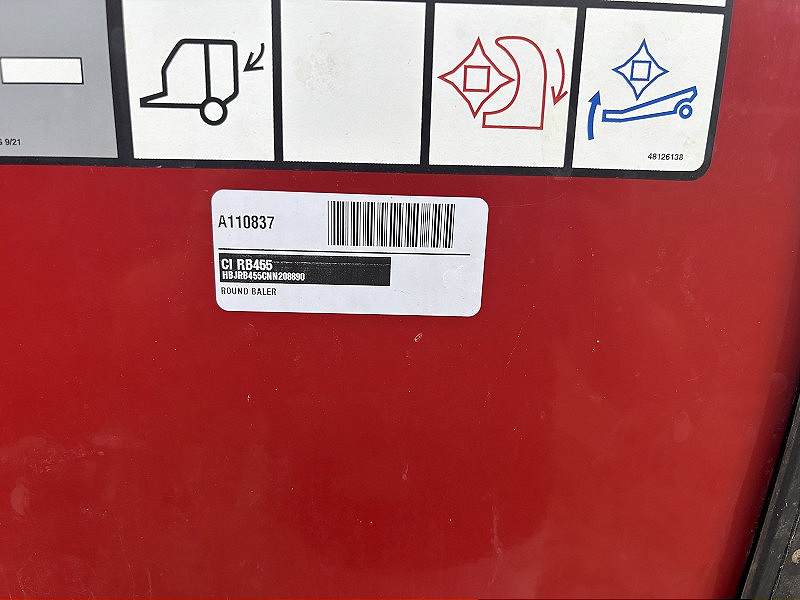 9/21
48126138
A110837
CI RB455
HBJRB455CNN208890
ROUND BALER